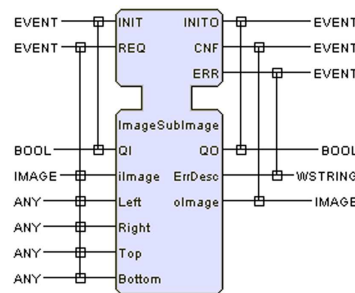 EVENT INIT INITO EVENT
EVENT REQ CNF EVENT
ERR EVENT
ImageSubImage
BOOL QI QO BOOL
IMAGE iImage ErrDesc WSTRING
ANY Left oImage IMAGE
ANY Right
ANY Top
ANY Bottom